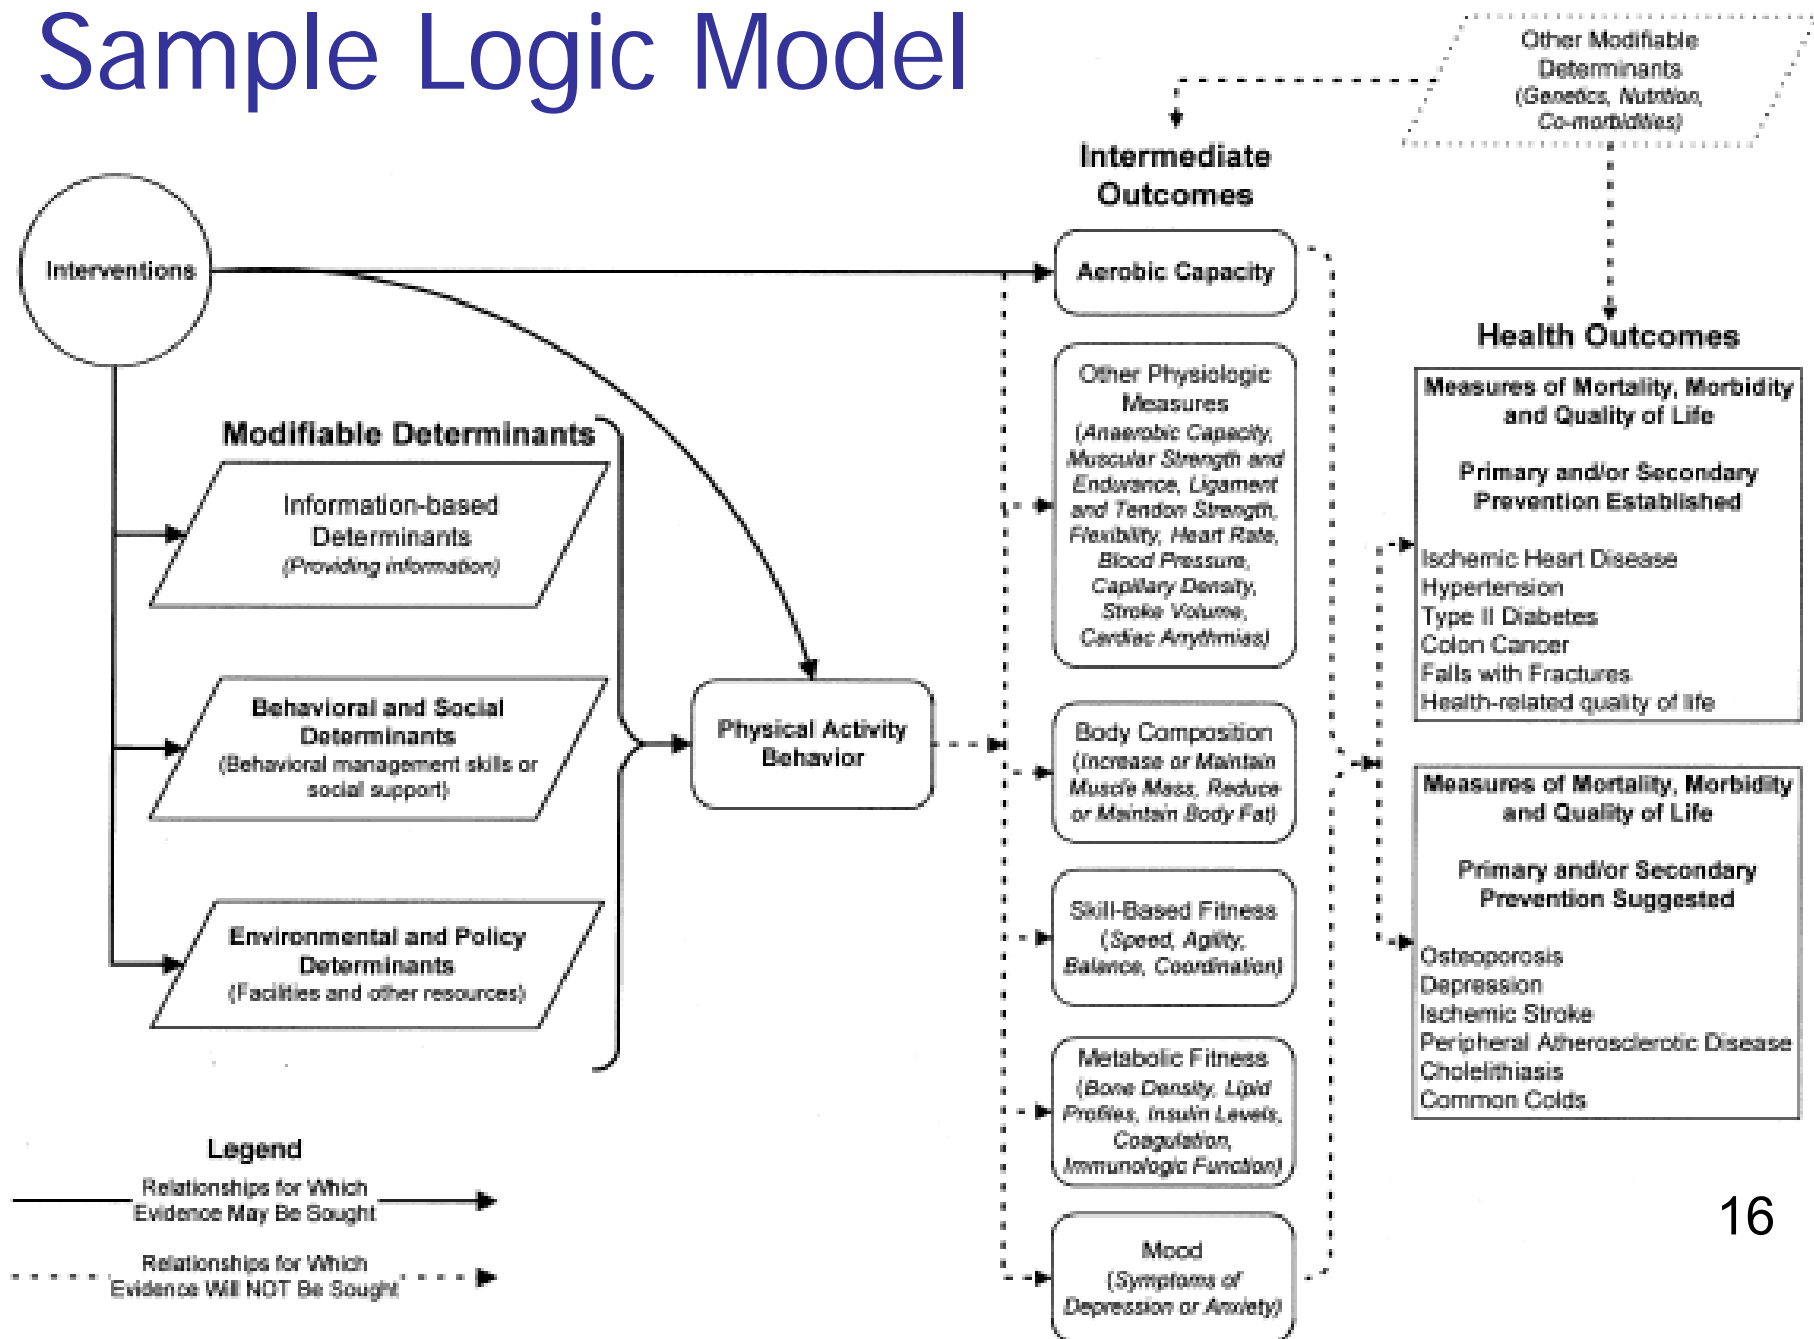 Sample Logic Model
Other Modifiable
Determinants
(Genetics, Nutrition,
Co-morbidities)
Intermediate
Outcomes
Interventions
Aerobic Capacity
Health Outcomes
Other Physiologic
Measures
(Anaerobic Capacity,
Muscular Strength and
Endurance, Ligament
and Tendon Strength,
Flexibility, Heart Rate,
Blood Pressure,
Capillary Density,
Stroke Volume,
Cardiac Arrythmias)
Measures of Mortality, Morbidity
and Quality of Life
Primary and/or Secondary
Prevention Established
Ischemic Heart Disease
Hypertension
Type II Diabetes
Colon Cancer
Falls with Fractures
Health-related quality of life
Modifiable Determinants
Information-based
Determinants
(Providing information)
Behavioral and Social
Determinants
(Behavioral management skills or
social support)
Physical Activity
Behavior
Body Composition
(Increase or Maintain
Muscle Mass, Reduce
or Maintain Body Fat)
Measures of Mortality, Morbidity
and Quality of Life
Primary and/or Secondary
Prevention Suggested
Osteoporosis
Depression
Ischemic Stroke
Peripheral Atherosclerotic Disease
Cholelithiasis
Common Colds
Skill-Based Fitness
(Speed, Agility,
Balance, Coordination)
Environmental and Policy
Determinants
(Facilities and other resources)
Metabolic Fitness
(Bone Density, Lipid
Profiles, Insulin Levels,
Coagulation,
Immunologic Function)
Mood
(Symptoms of
Depression or Anxiety)
Legend
Relationships for Which
Evidence May Be Sought
Relationships for Which
Evidence Will NOT Be Sought
16